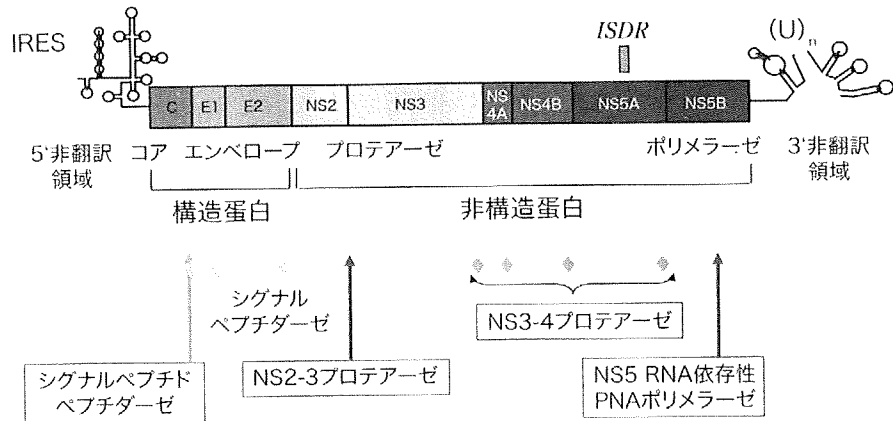 IRES
ISDR
(U)n
C E1 E2 NS2 NS3 NS4A NS4B NS5A NS5B
5'非翻訳領域
コア
エンベロープ
プロテアーゼ
ポリメラーゼ
3'非翻訳領域
構造蛋白
非構造蛋白
シグナル
ペプチダーゼ
NS3-4プロテアーゼ
シグナルペプチド
ペプチダーゼ
NS2-3プロテアーゼ
NS5 RNA依存性
PNAポリメラーゼ